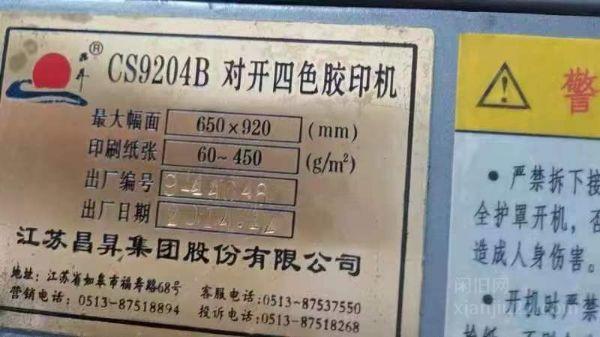 昌昇 ® CS9204B 对开四色胶印机
最大幅面 650×920 (mm)
印刷纸张 60~450 (g/m²)
出厂编号
出厂日期
江苏昌昇集团股份有限公司
地址:江苏省如皋市福寿路68号
客服电话:0513-87537550
营销电话:0513-87518894
投诉电话:0513-87518268
警
• 严禁拆下按
全护罩开机,否
造成人身伤害。
• 开机时严禁
闲旧网